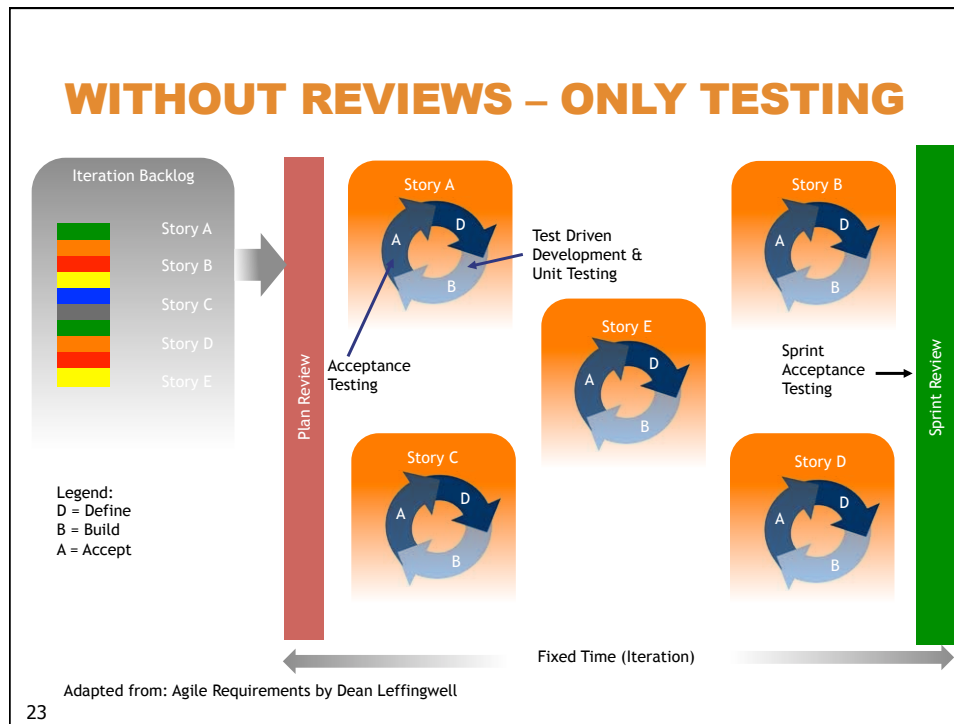 WITHOUT REVIEWS – ONLY TESTING
Iteration Backlog
Story A
Story B
Story C
Story D
Story E
Legend:
D = Define
B = Build
A = Accept
Plan Review
Story A
D
A
B
Test Driven
Development &
Unit Testing
Acceptance
Testing
Story B
D
A
B
Story E
D
A
B
Sprint
Acceptance
Testing
Story C
D
A
B
Story D
D
A
B
Sprint Review
Fixed Time (Iteration)
Adapted from: Agile Requirements by Dean Leffingwell
23